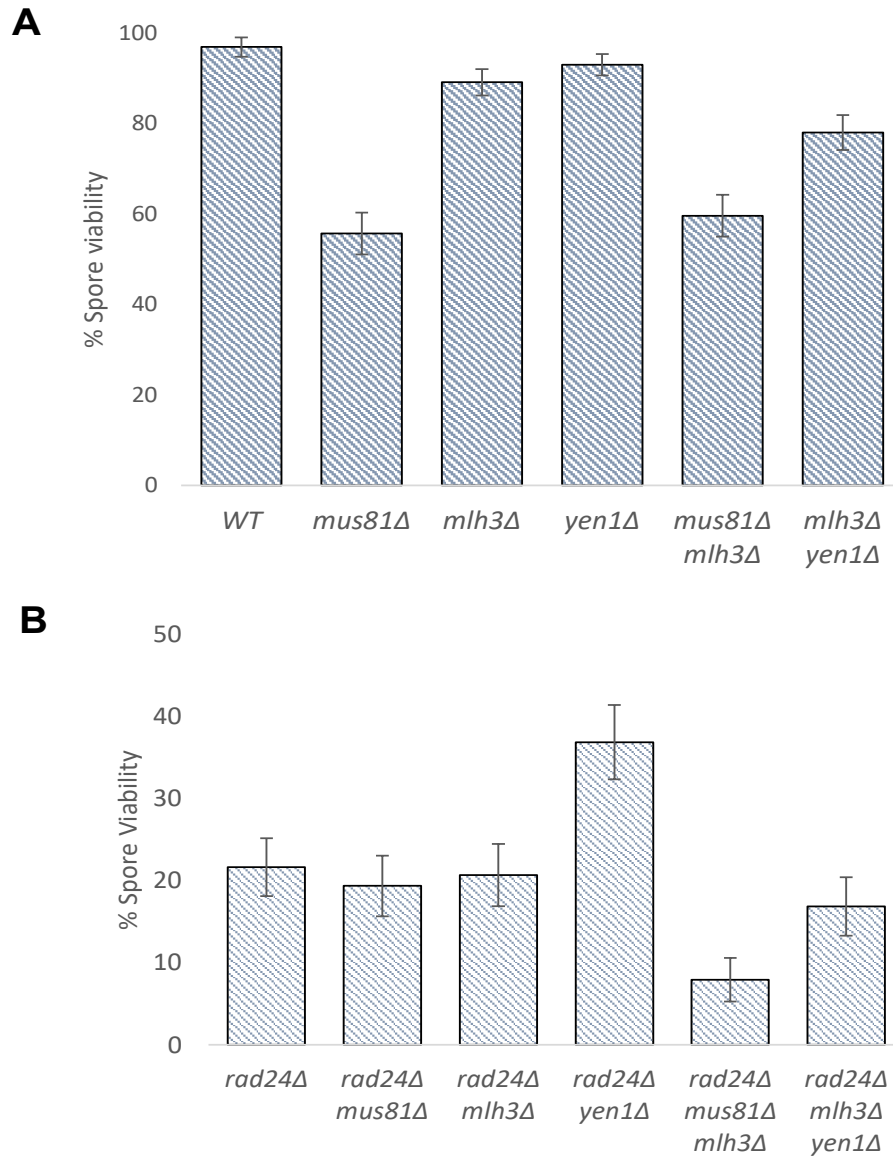 A
% Spore viability
100
80
60
40
20
0
WT mus81Δ mlh3Δ yen1Δ mus81Δ mlh3Δ
mlh3Δ yen1Δ
B
% Spore Viability
50
40
30
20
10
0
rad24Δ rad24Δ rad24Δ rad24Δ rad24Δ rad24Δ
mus81Δ mlh3Δ yen1Δ mus81Δ mlh3Δ
mlh3Δ yen1Δ